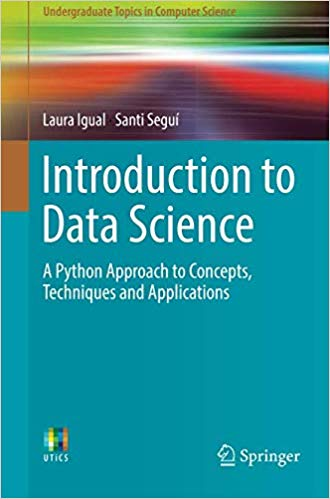 Undergraduate Topics in Computer Science
Laura Igual Santi Seguí
Introduction to
Data Science
A Python Approach to Concepts,
Techniques and Applications
UTiCS
Springer